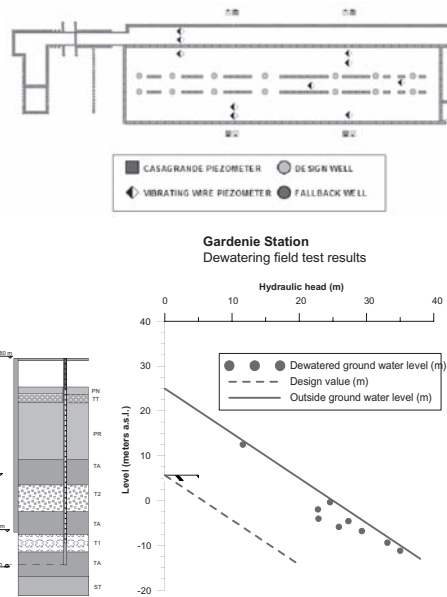 CASAGRANDE PIEZOMETER
DESIGN WELL
VIBRATING WIRE PIEZOMETER
FALLBACK WELL
Gardenie Station
Dewatering field test results
Hydraulic head (m)
0 10 20 30 40
40
30
20
10
0
-10
-20
Level (meters a.s.l.)
Dewatered ground water level (m)
Design value (m)
Outside ground water level (m)
PN
TT
PR
TA
T2
TA
T1
TA
ST